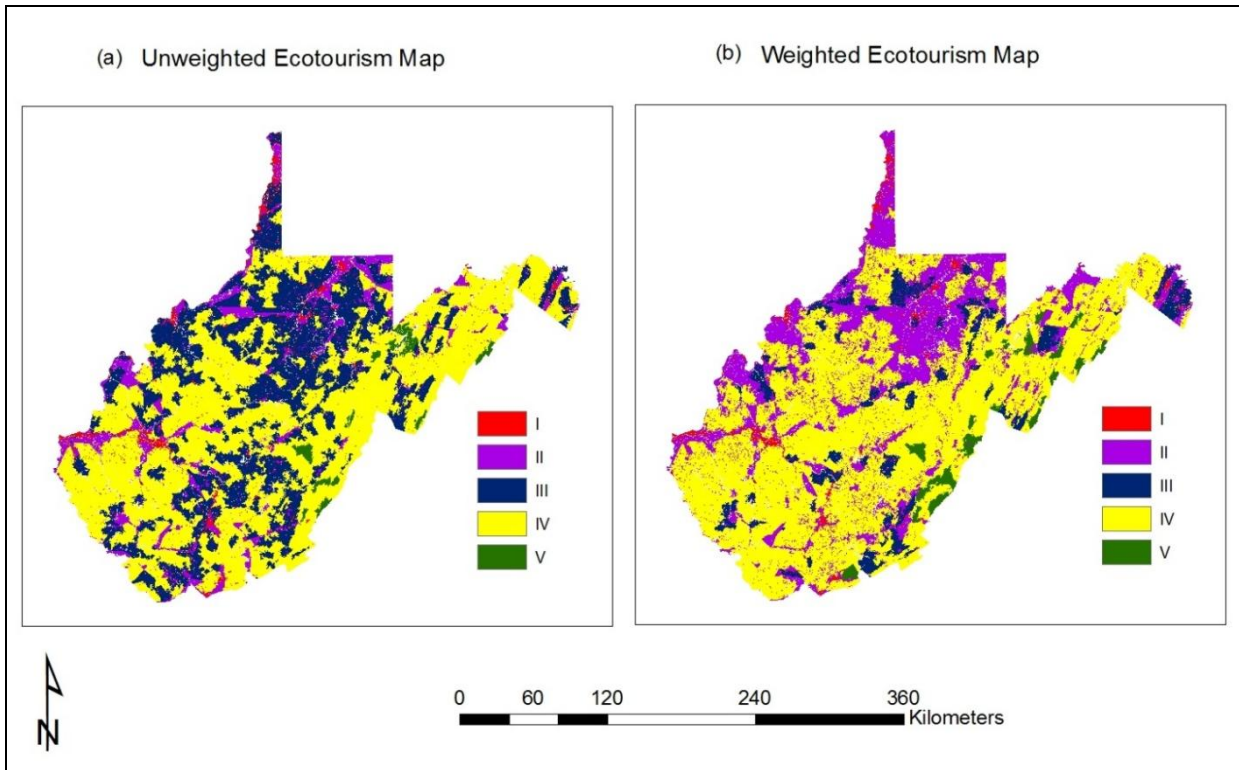 (a) Unweighted Ecotourism Map
(b) Weighted Ecotourism Map
I
II
III
IV
V
I
II
III
IV
V
N
0 60 120 240 360
Kilometers